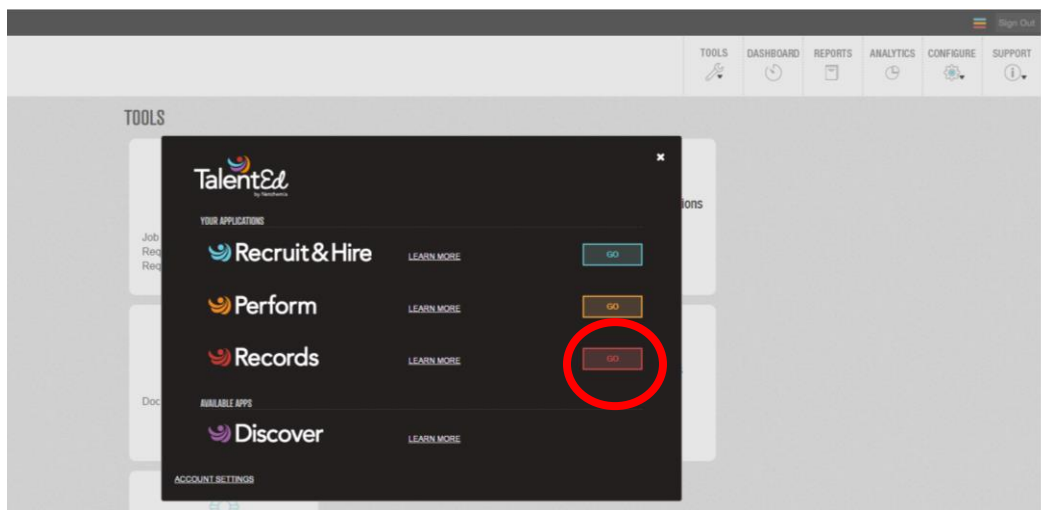 Sign Out
TOOLS DASHBOARD REPORTS ANALYTICS CONFIGURE SUPPORT
TOOLS
TalentEd
by PeopleAdmin
×
ions
YOUR APPLICATIONS
Job
Recruit & Hire LEARN MORE GO
Req
Req
Perform LEARN MORE GO
Records LEARN MORE GO
Doc
AVAILABLE APPS
Discover LEARN MORE
ACCOUNT SETTINGS